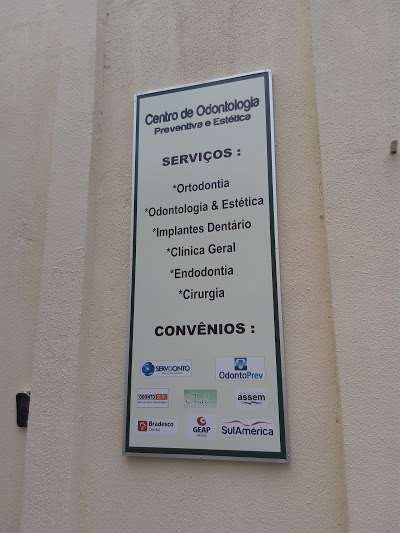 Centro de Odontologia
Preventiva e Estética
SERVIÇOS :
*Ortodontia
*Odontologia & Estética
*Implantes Dentário
*Clínica Geral
*Endodontia
*Cirurgia
CONVÊNIOS :
SERVDONTO
OdontoPrev
assem
Bradesco
GEAP
SulAmérica